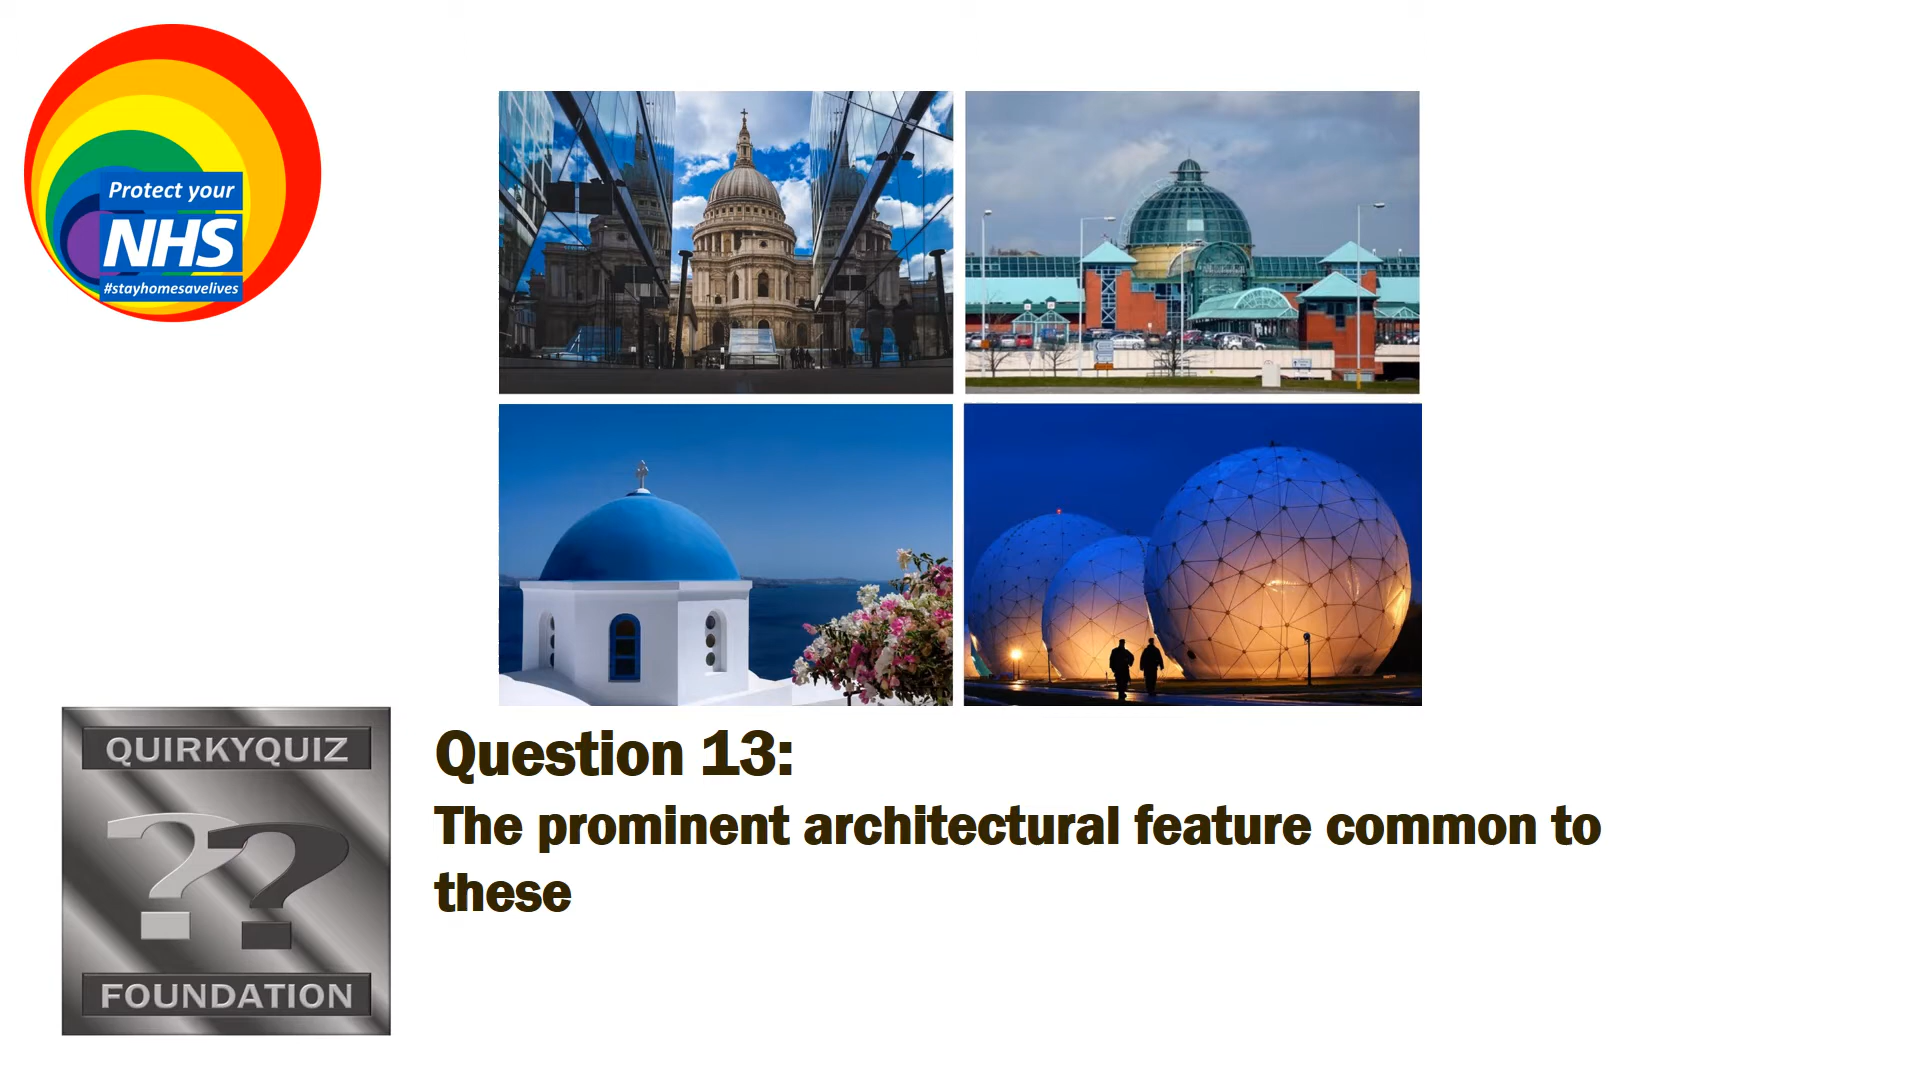 Protect your
NHS
#stayhomesavelives
QUIRKYQUIZ
??
FOUNDATION
Question 13:
The prominent architectural feature common to
these